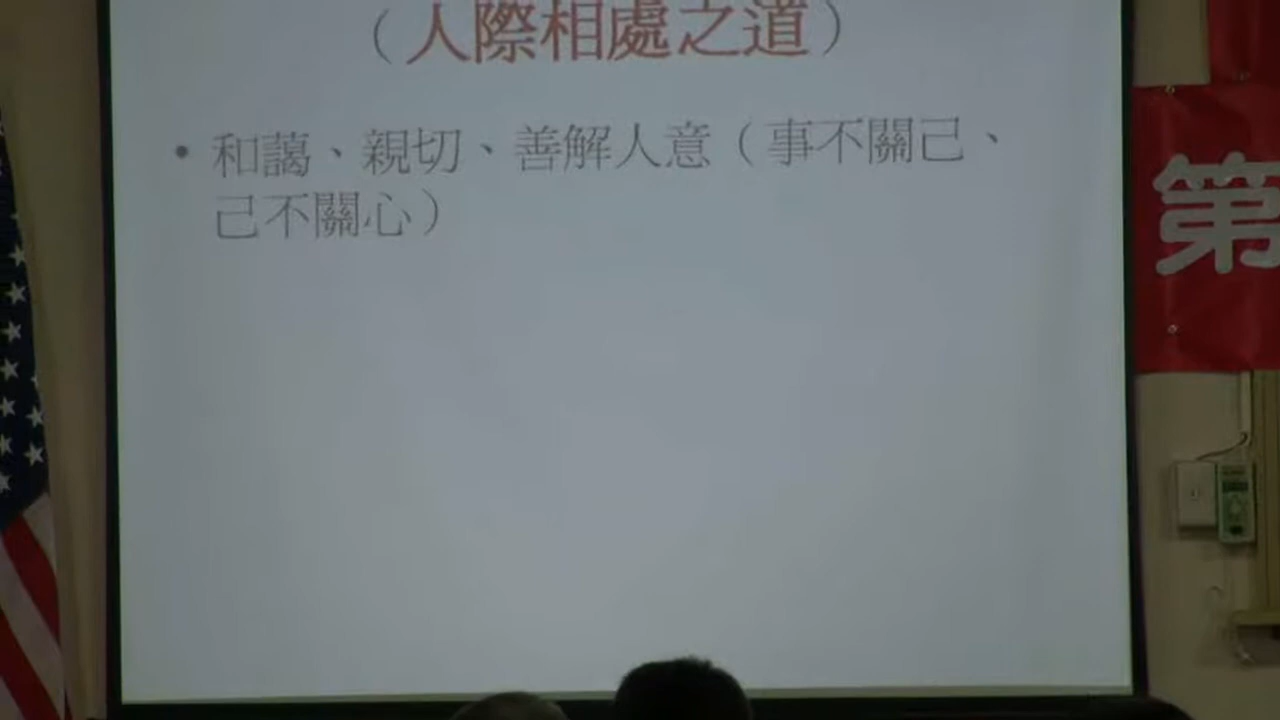 （人際相處之道）
• 和藹、親切、善解人意（事不關己、
己不關心）
第